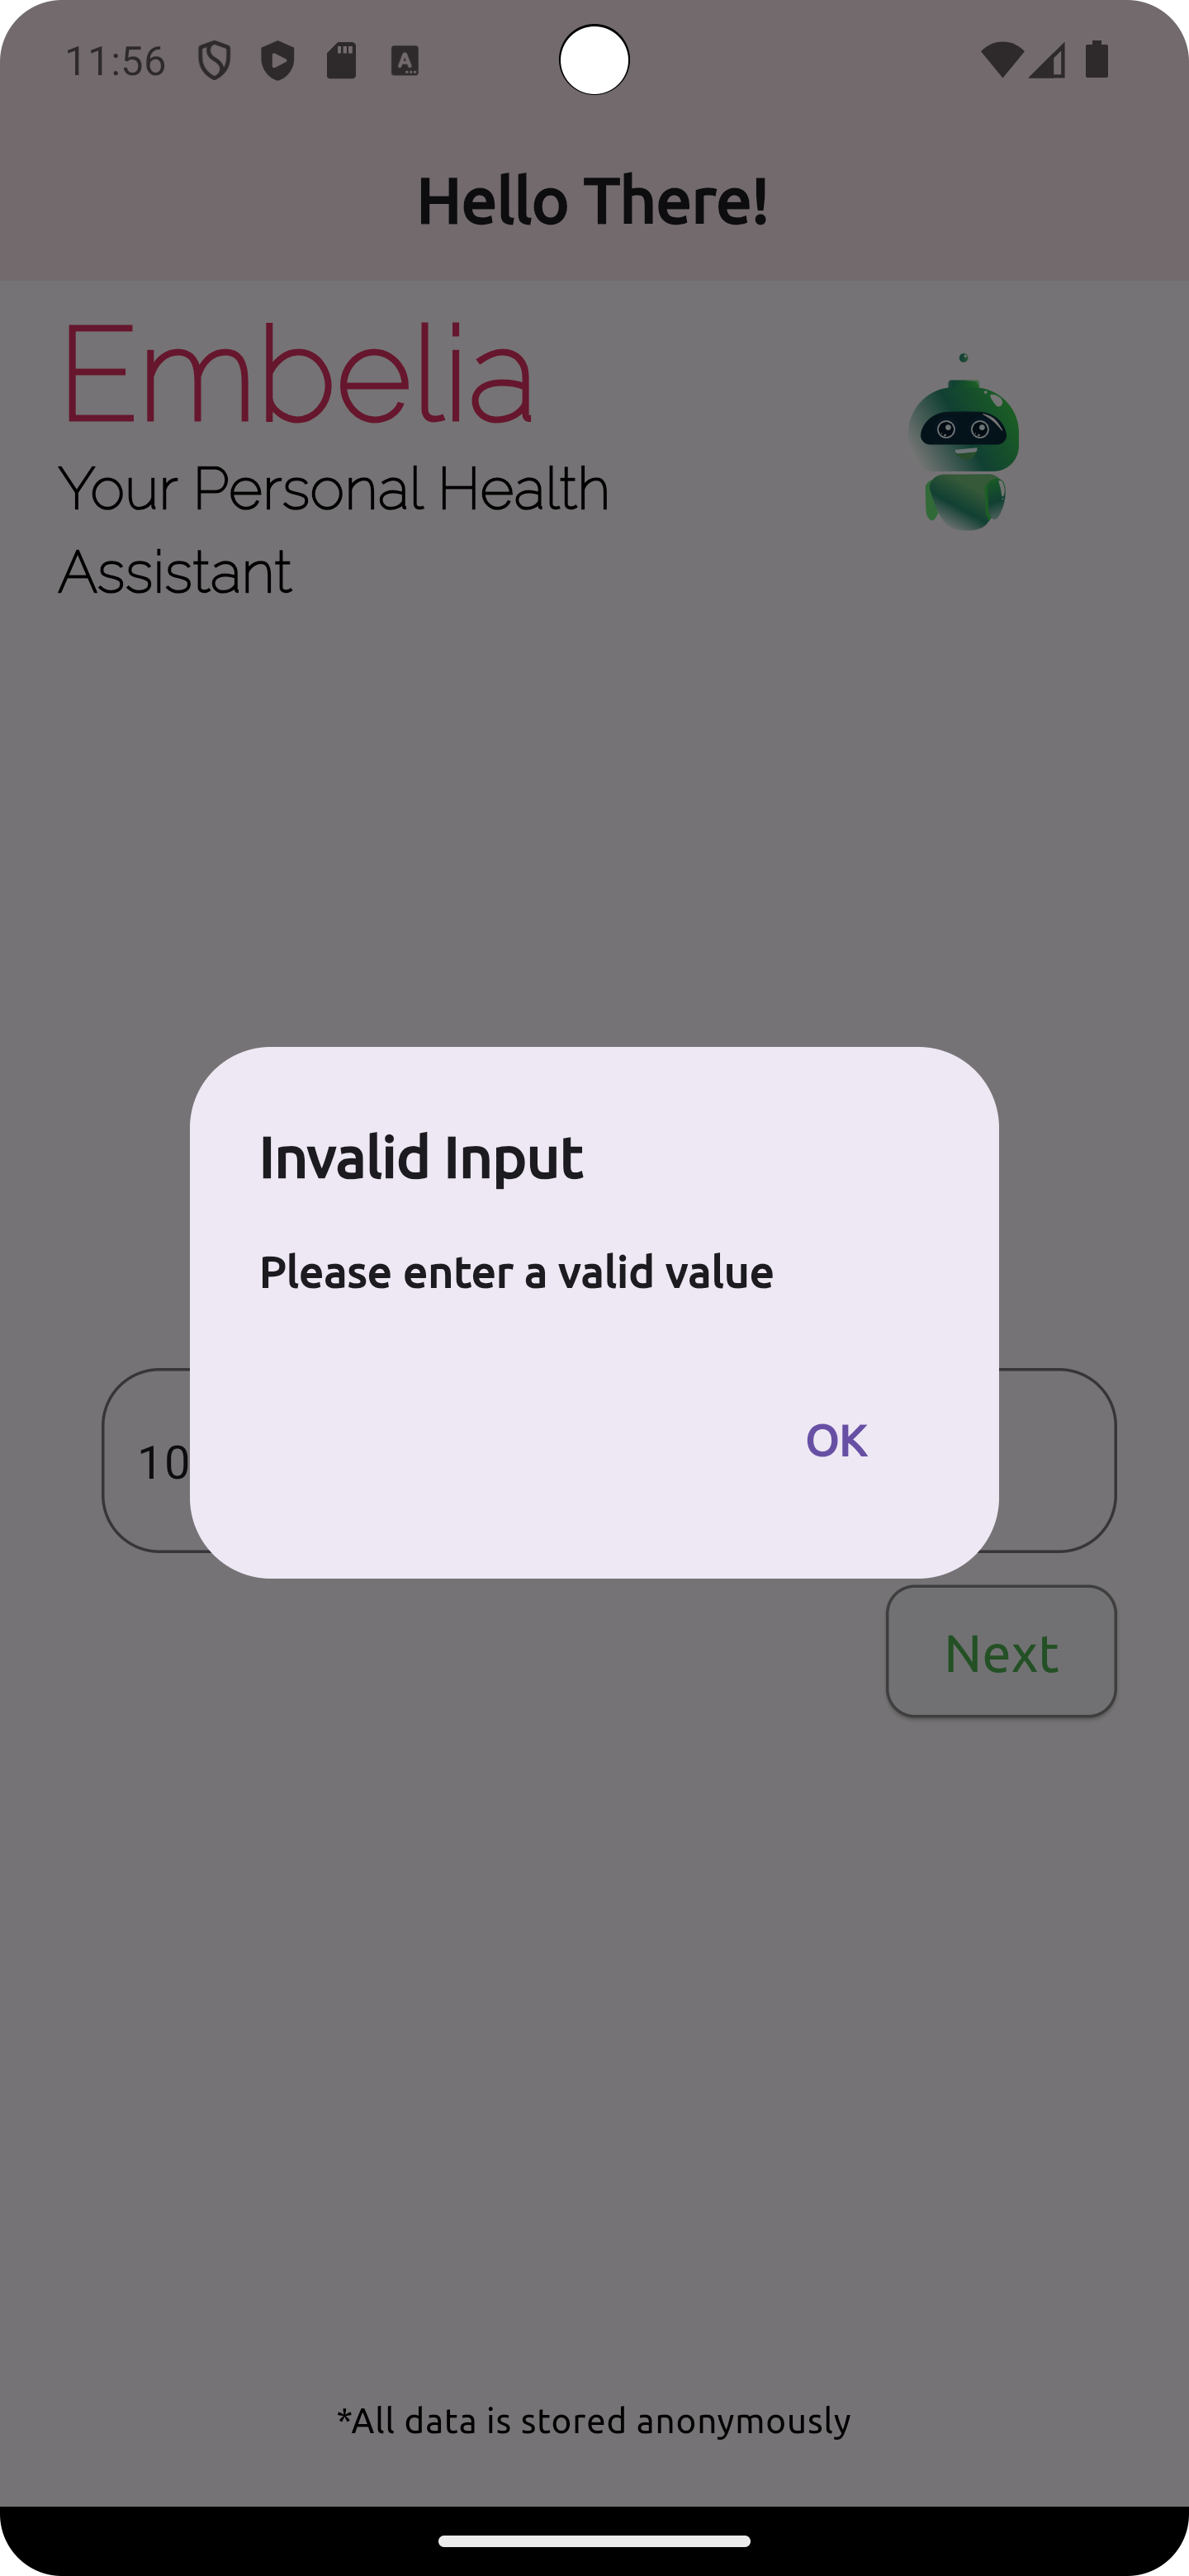 11:56
Hello There!
Embelia
Your Personal Health
Assistant
Invalid Input
Please enter a valid value
OK
10
Next
*All data is stored anonymously